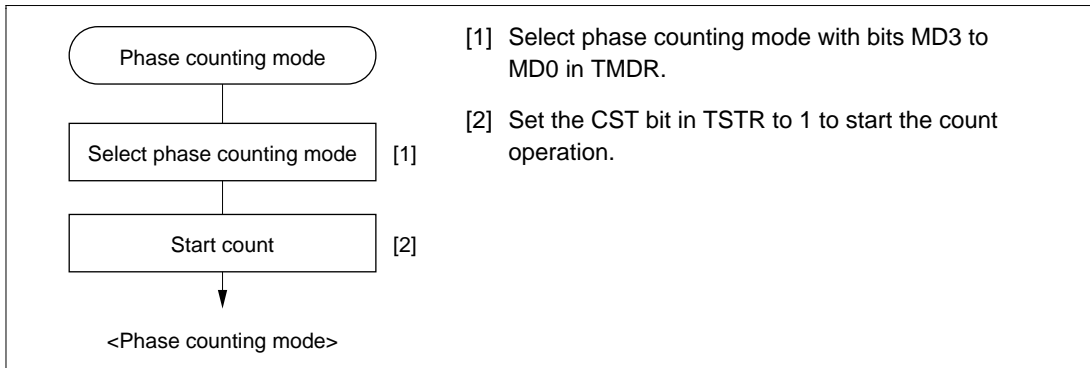 Phase counting mode
Select phase counting mode [1]
Start count [2]
<Phase counting mode>
[1] Select phase counting mode with bits MD3 to
MD0 in TMDR.
[2] Set the CST bit in TSTR to 1 to start the count
operation.